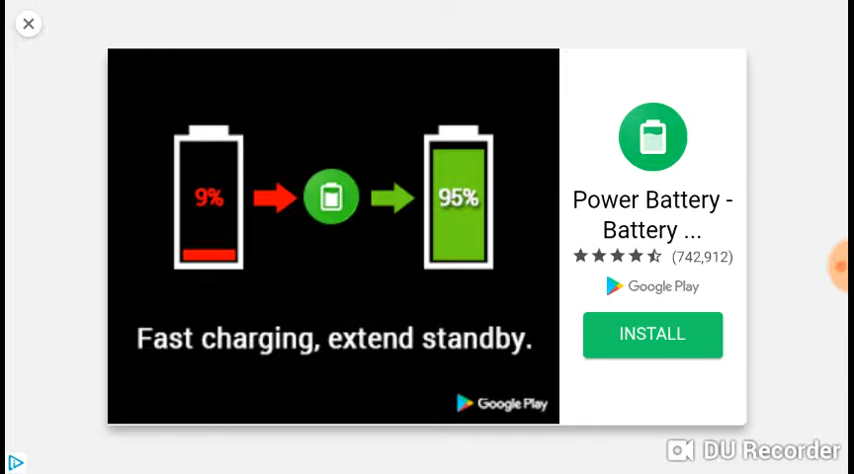 9%
95%
Fast charging, extend standby.
Google Play
Power Battery -
Battery ...
(742,912)
Google Play
INSTALL
DU Recorder